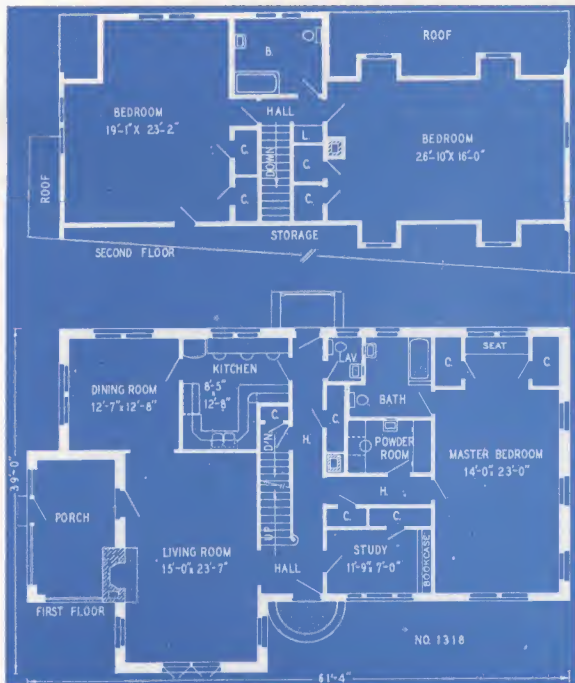 ROOF
B.
BEDROOM
19'-1" X 23'-2"
HALL
L.
BEDROOM
26'-10" X 16'-0"
C.
C.
C.
C.
DOWN
ROOF
STORAGE
SECOND FLOOR
KITCHEN
8'-5"
x
12'-8"
LAV.
SEAT
C.
C.
DINING ROOM
12'-7" x 12'-8"
BATH
C.
C.
D'N.
H.
POWDER
ROOM
MASTER BEDROOM
14'-0" x 23'-0"
39'-0"
PORCH
H.
UP
C.
C.
LIVING ROOM
15'-0" x 23'-7"
HALL
STUDY
11'-9" 7'-0"
BOOKCASE
FIRST FLOOR
NO. 1318
61'-4"